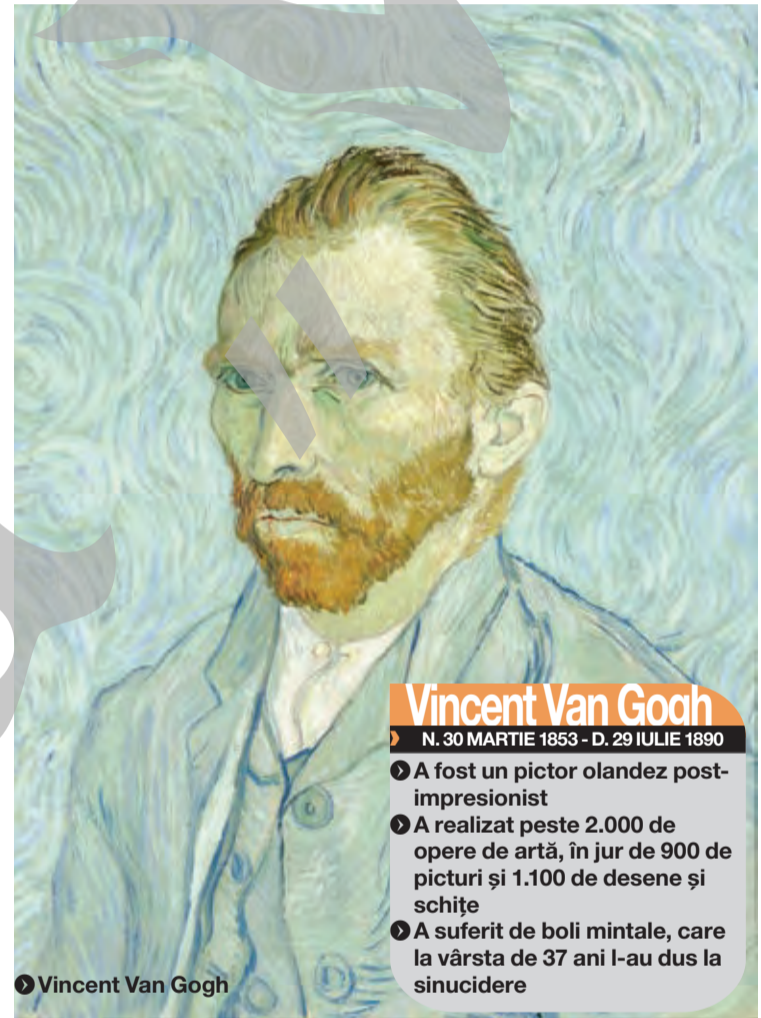 Vincent Van Gogh
N. 30 MARTIE 1853 - D. 29 IULIE 1890
A fost un pictor olandez post-
impresionist
A realizat peste 2.000 de
opere de artă, în jur de 900 de
picturi și 1.100 de desene și
schițe
A suferit de boli mintale, care
la vârsta de 37 ani l-au dus la
sinucidere
Vincent Van Gogh